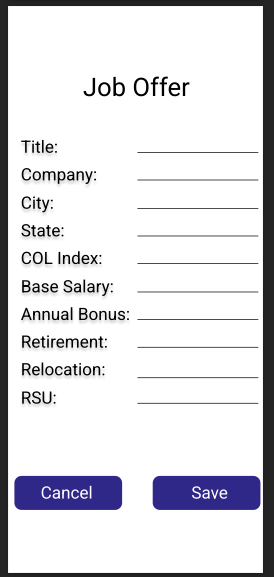 Job Offer
Title:
Company:
City:
State:
COL Index:
Base Salary:
Annual Bonus:
Retirement:
Relocation:
RSU:
Cancel Save